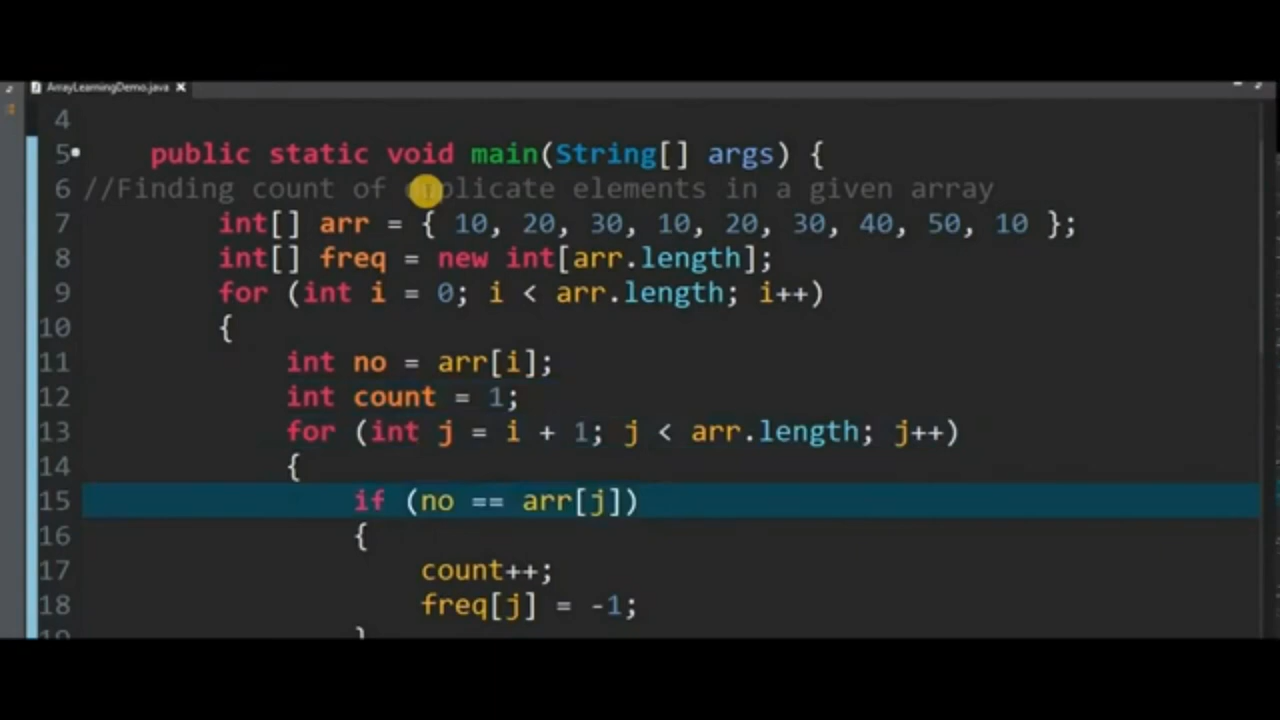 ArrayLearningDemo.java
4
5 public static void main(String[] args) {
6 //Finding count of duplicate elements in a given array
7 int[] arr = { 10, 20, 30, 10, 20, 30, 40, 50, 10 };
8 int[] freq = new int[arr.length];
9 for (int i = 0; i < arr.length; i++)
10 {
11 int no = arr[i];
12 int count = 1;
13 for (int j = i + 1; j < arr.length; j++)
14 {
15 if (no == arr[j])
16 {
17 count++;
18 freq[j] = -1;
19 }